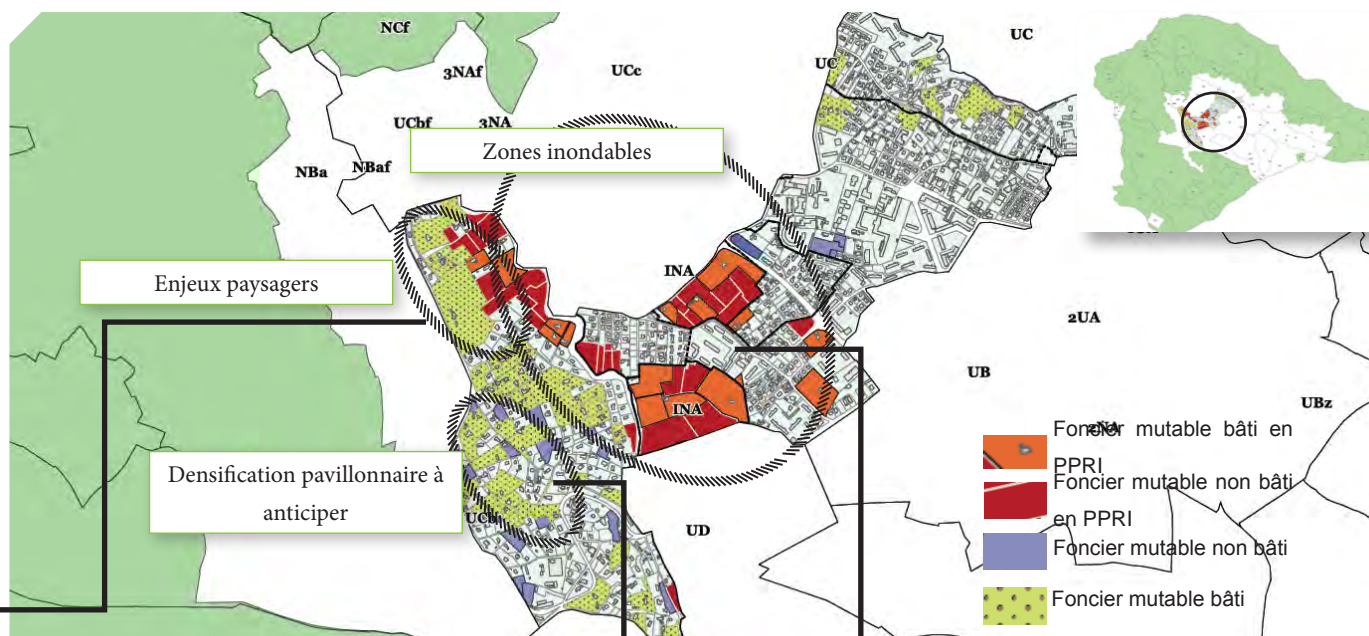 NCf
UC
3NAf
UCc
UC
UCbf
3NA
Zones inondables
NBa
NBaf
Enjeux paysagers
INA
2UA
UB
UBz
INA
2NA
Foncier mutable bâti en
PPRI
Foncier mutable non bâti
en PPRI
Densification pavillonnaire à
anticiper
UCb
UD
Foncier mutable non bâti
Foncier mutable bâti